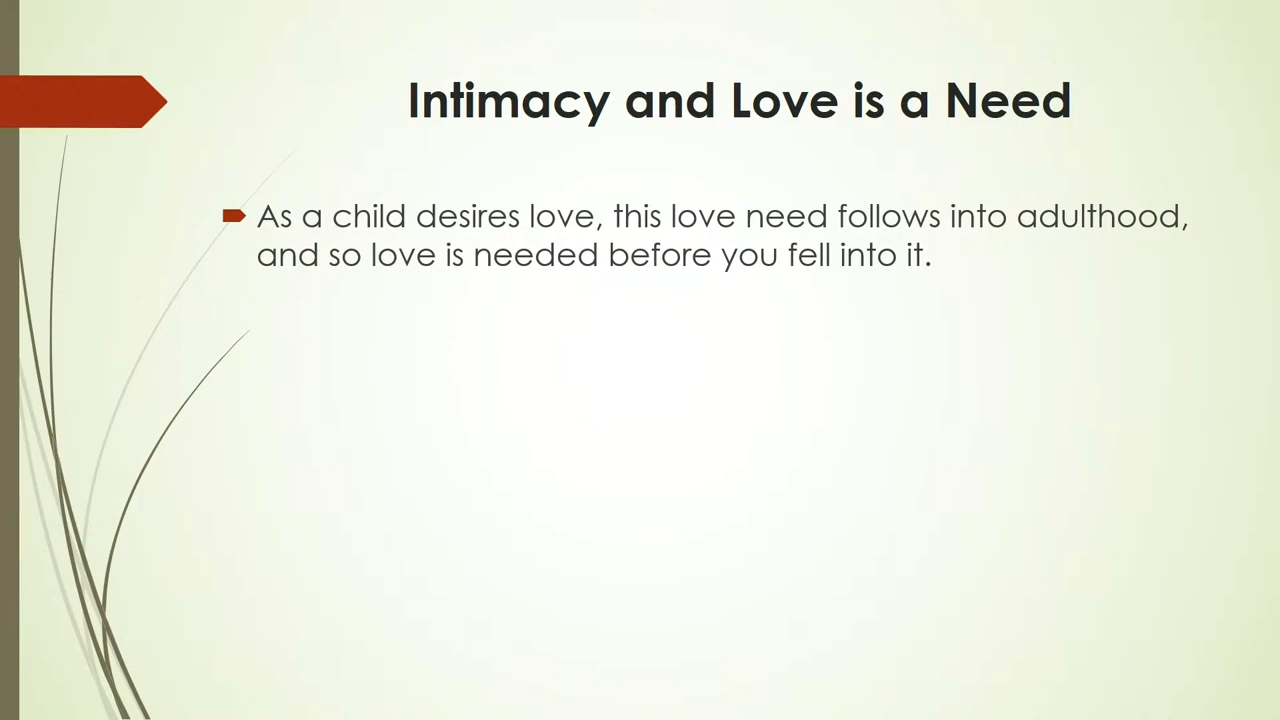 Intimacy and Love is a Need
As a child desires love, this love need follows into adulthood,
and so love is needed before you fell into it.